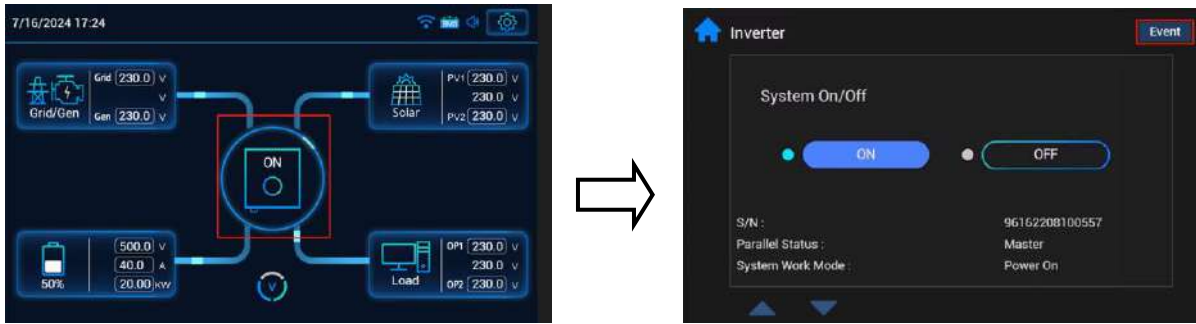 7/16/2024 17:24
Grid 230.0 V
V
Gen 230.0 V
Grid/Gen
PV1 230.0 V
230.0 V
PV2 230.0 V
Solar
ON
500.0 V
40.0 A
20.00 KW
50%
V
OP1 230.0 V
230.0 V
OP2 230.0 V
Load
Inverter
Event
System On/Off
ON
OFF
S/N : 96162208100557
Parallel Status : Master
System Work Mode : Power On